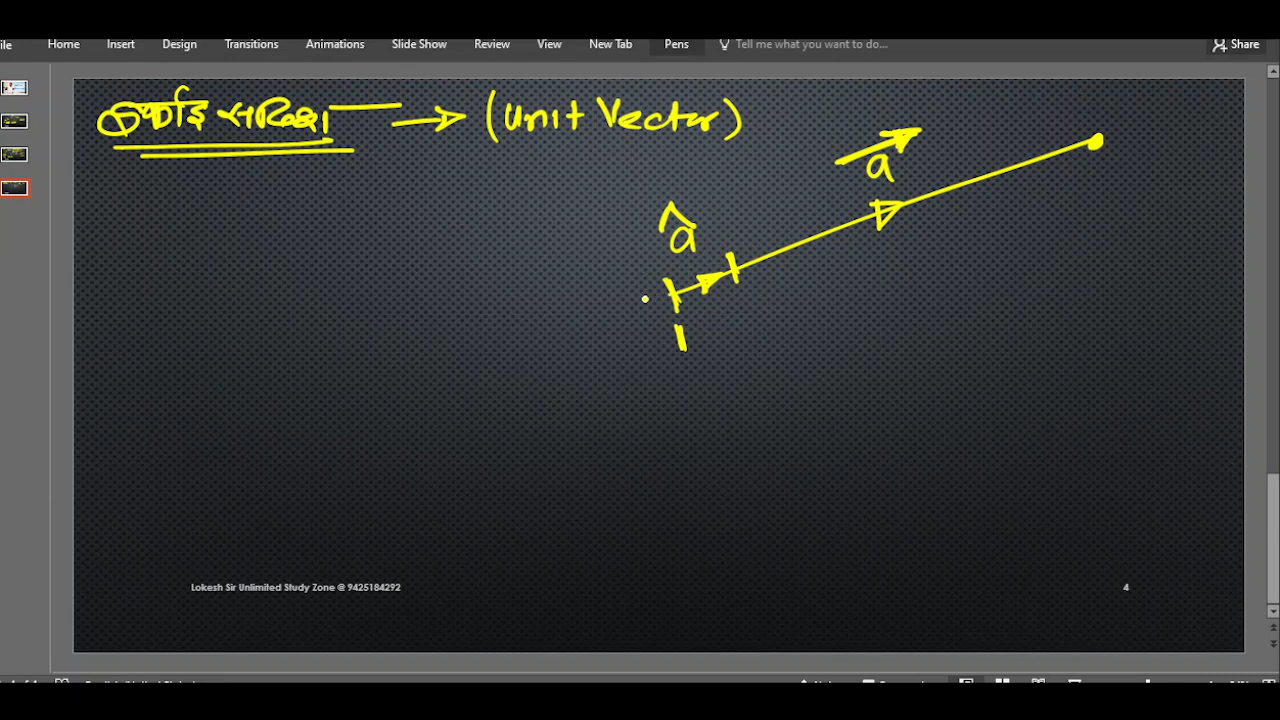 File Home Insert Design Transitions Animations Slide Show Review View New Tab Pens Tell me what you want to do... Share
→ (Unit Vector)
a
â
1
Lokesh Sir Unlimited Study Zone @ 9425184292 4